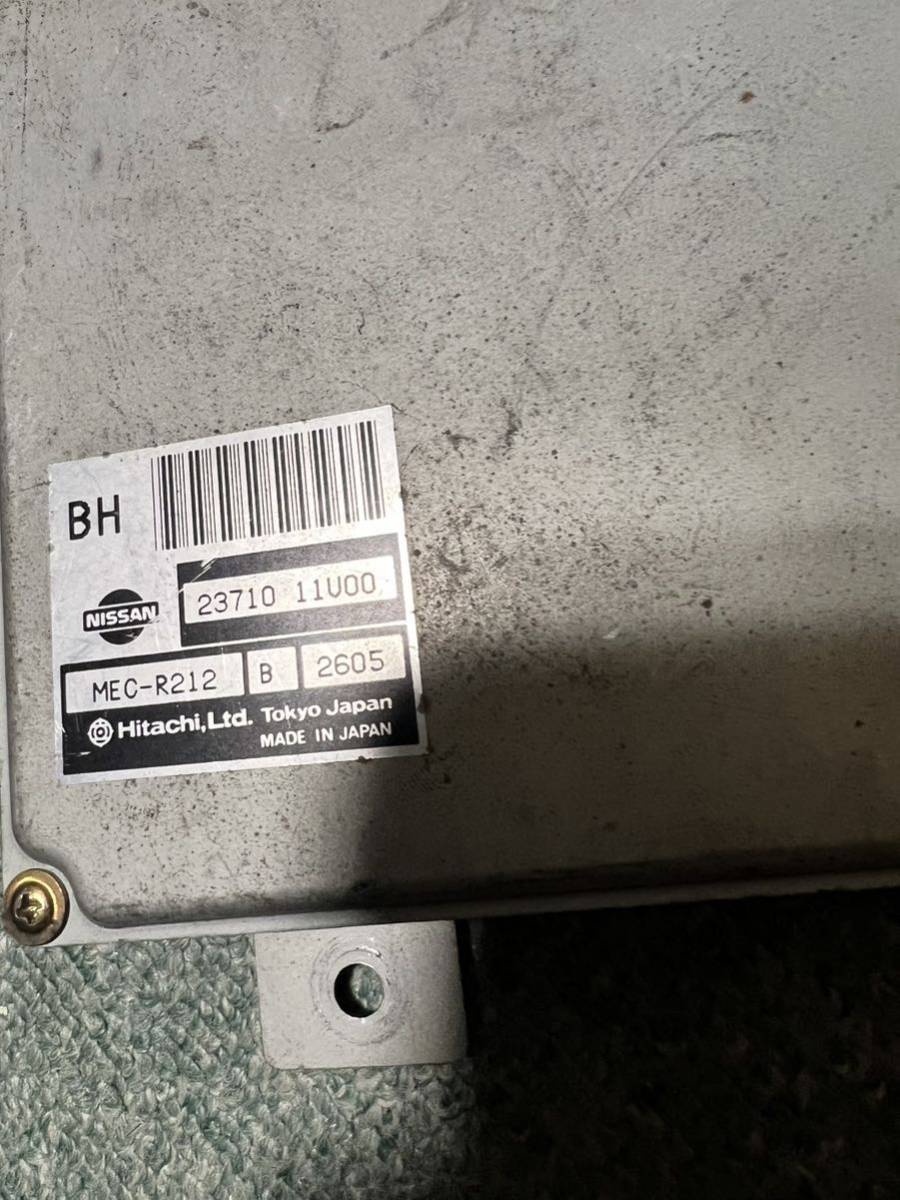 BH
NISSAN
23710 11V00
MEC-R212 B 2605
Hitachi, Ltd. Tokyo Japan
MADE IN JAPAN